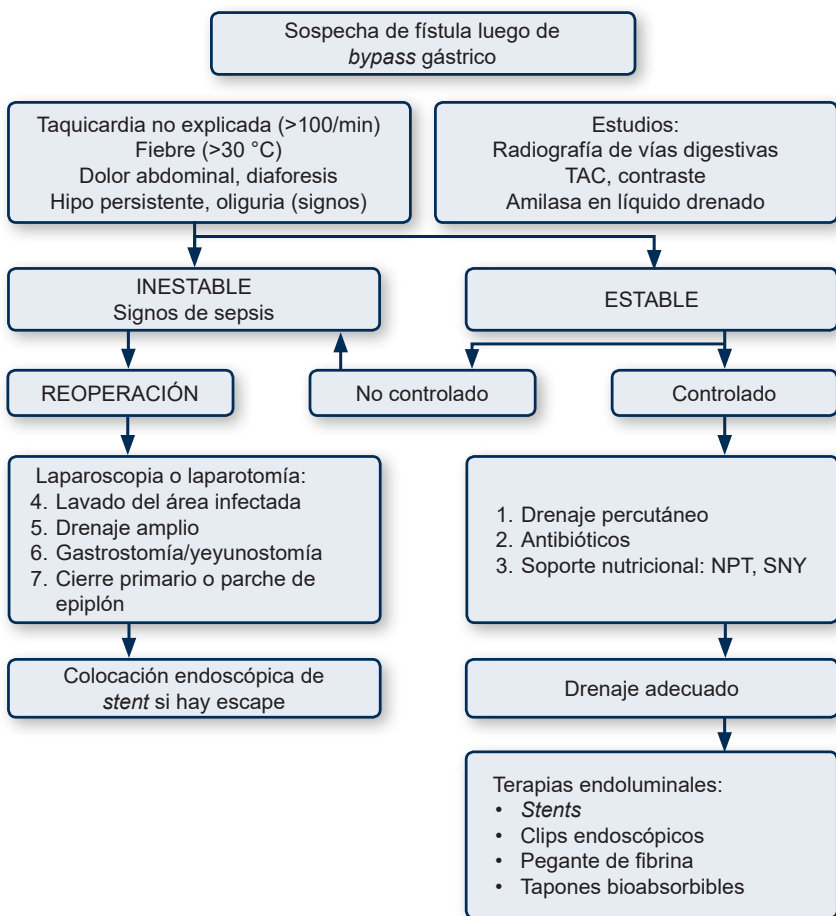 Sospecha de fístula luego de
bypass gástrico
Taquicardia no explicada (>100/min)
Fiebre (>30 °C)
Dolor abdominal, diaforesis
Hipo persistente, oliguria (signos)
Estudios:
Radiografía de vías digestivas
TAC, contraste
Amilasa en líquido drenado
INESTABLE
Signos de sepsis
ESTABLE
REOPERACIÓN
No controlado
Controlado
Laparoscopia o laparotomía:
4. Lavado del área infectada
5. Drenaje amplio
6. Gastrostomía/yeyunostomía
7. Cierre primario o parche de
epiplón
1. Drenaje percutáneo
2. Antibióticos
3. Soporte nutricional: NPT, SNY
Colocación endoscópica de
stent si hay escape
Drenaje adecuado
Terapias endoluminales:
• Stents
• Clips endoscópicos
• Pegante de fibrina
• Tapones bioabsorbibles